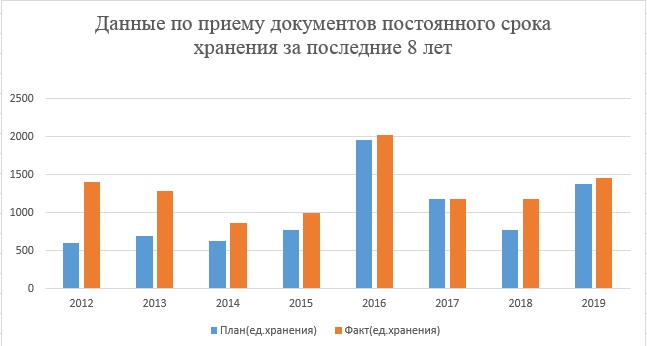 Данные по приему документов постоянного срока
хранения за последние 8 лет
2500
2000
1500
1000
500
0
2012 2013 2014 2015 2016 2017 2018 2019
План(ед.хранения) Факт(ед.хранения)